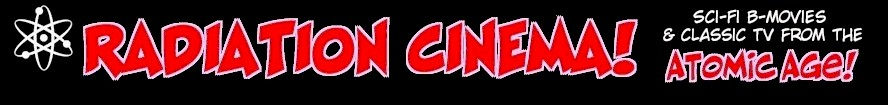 RADIATION CINEMA!
SCI-FI B-MOVIES
& CLASSIC TV FROM THE
ATOMIC AGE!